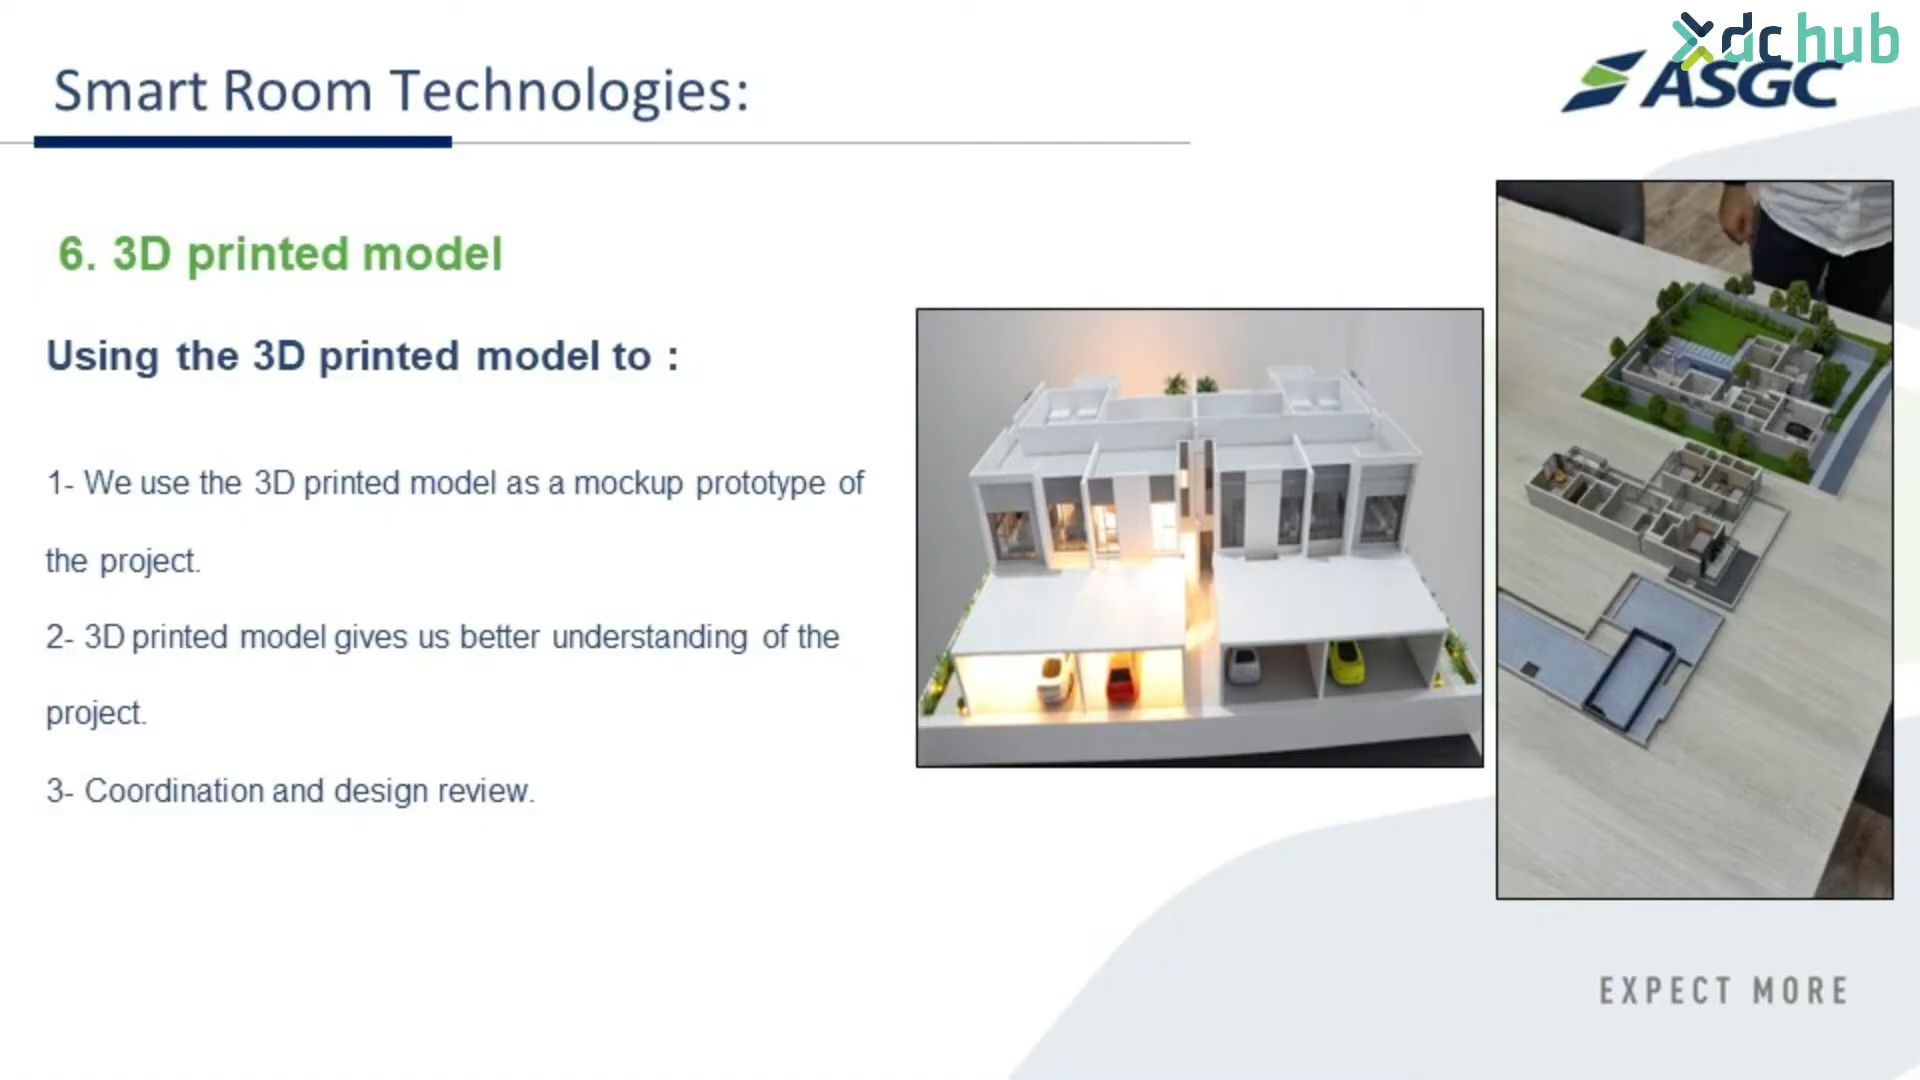 dc hub
ASGC
Smart Room Technologies:
6. 3D printed model
Using the 3D printed model to :
1- We use the 3D printed model as a mockup prototype of
the project.
2- 3D printed model gives us better understanding of the
project.
3- Coordination and design review.
EXPECT MORE